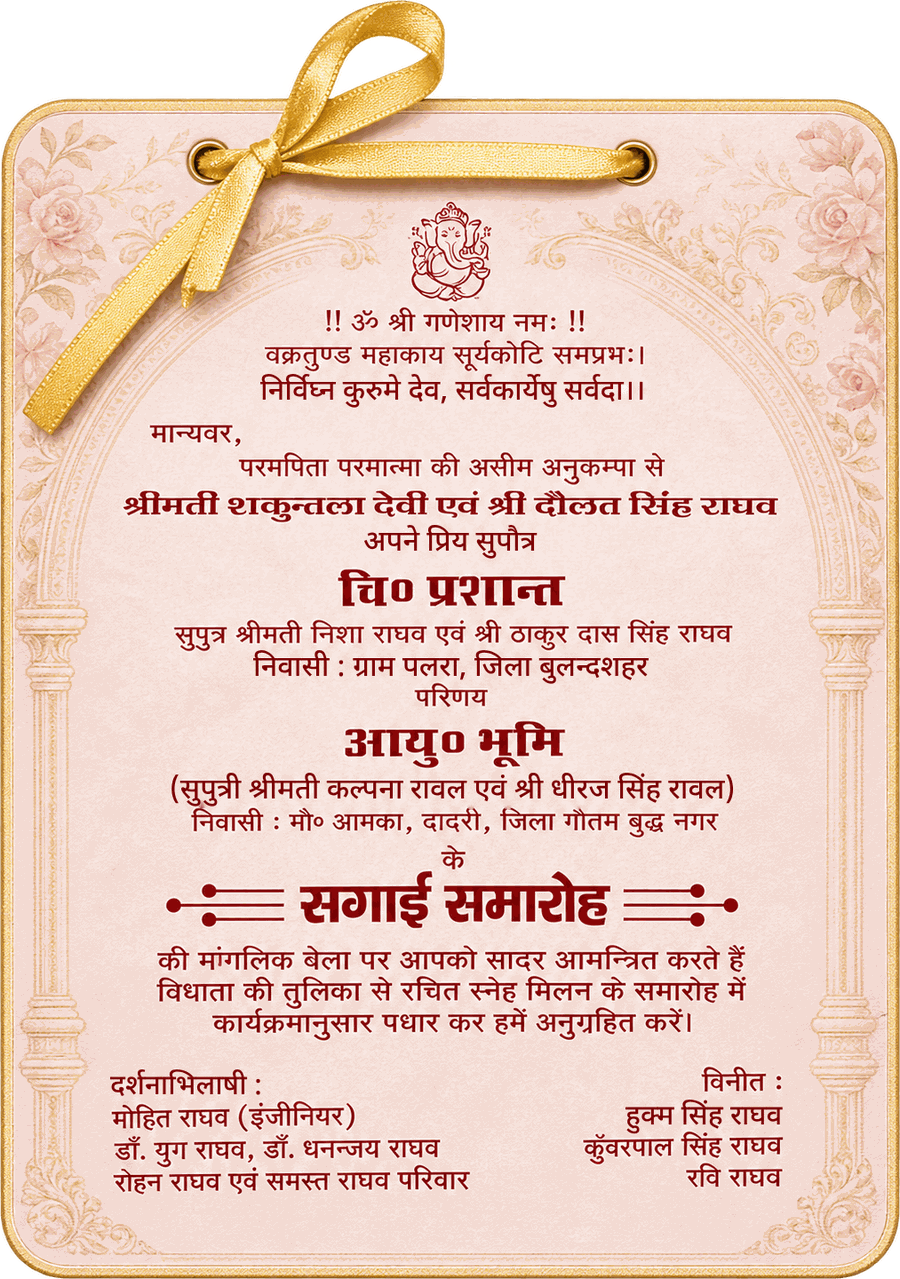 !! ॐ श्री गणेशाय नमः !!
वक्रतुण्ड महाकाय सूर्यकोटि समप्रभः।
निर्विघ्न कुरुमे देव, सर्वकार्येषु सर्वदा।।
मान्यवर,
परमपिता परमात्मा की असीम अनुकम्पा से
श्रीमती शकुन्तला देवी एवं श्री दौलत सिंह राघव
अपने प्रिय सुपौत्र
चि० प्रशान्त
सुपुत्र श्रीमती निशा राघव एवं श्री ठाकुर दास सिंह राघव
निवासी : ग्राम पलरा, जिला बुलन्दशहर
परिणय
आयु० भूमि
(सुपुत्री श्रीमती कल्पना रावल एवं श्री धीरज सिंह रावल)
निवासी : मौ० आमका, दादरी, जिला गौतम बुद्ध नगर
के
सगाई समारोह
की मांगलिक बेला पर आपको सादर आमन्त्रित करते हैं
विधाता की तुलिका से रचित स्नेह मिलन के समारोह में
कार्यक्रमानुसार पधार कर हमें अनुग्रहित करें।
दर्शनाभिलाषी :
मोहित राघव (इंजीनियर)
डॉ. युग राघव, डॉ. धनन्जय राघव
रोहन राघव एवं समस्त राघव परिवार
विनीत :
हुक्म सिंह राघव
कुॅवरपाल सिंह राघव
रवि राघव